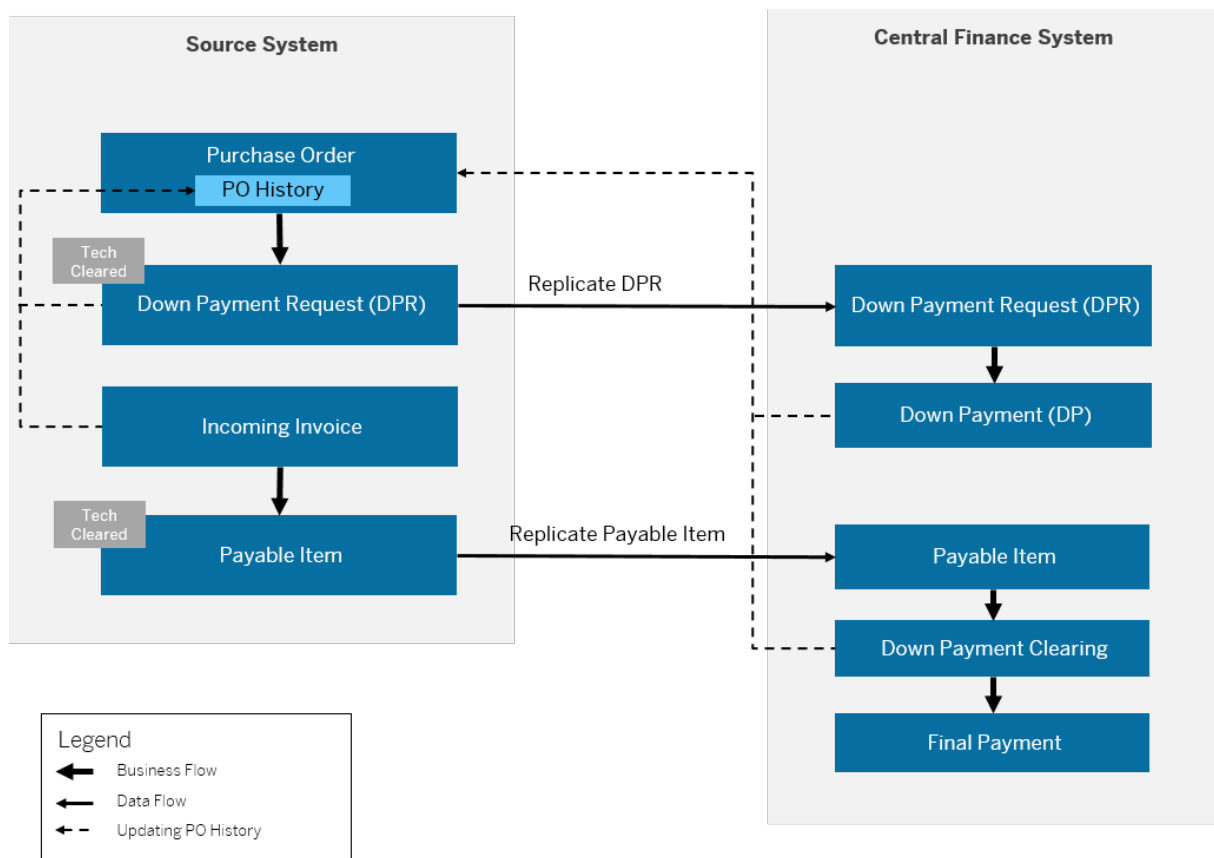 Source System
Central Finance System
Purchase Order
PO History
Tech
Cleared
Down Payment Request (DPR)
Replicate DPR
Down Payment Request (DPR)
Down Payment (DP)
Incoming Invoice
Tech
Cleared
Payable Item
Replicate Payable Item
Payable Item
Down Payment Clearing
Final Payment
Legend
Business Flow
Data Flow
Updating PO History